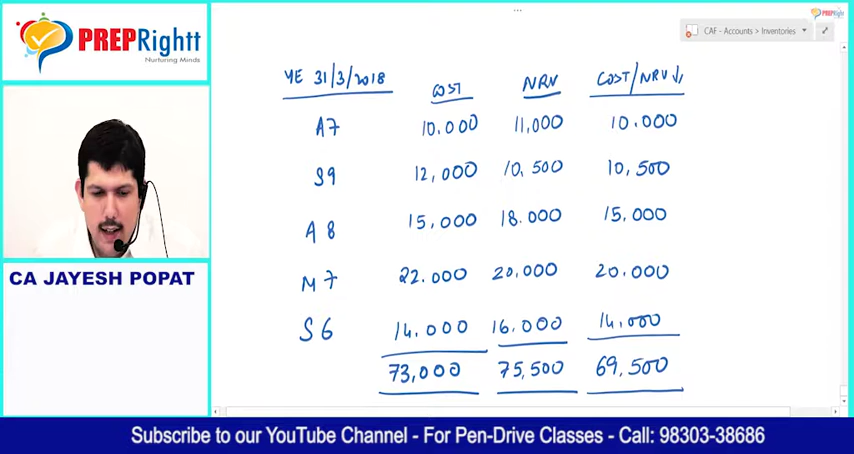 PREPRightt
Nurturing Minds
PREPRightt
CAF - Accounts > Inventories
YE 31/3/2018 COST NRV COST/NRV↓
A7 10.000 11,000 10.000
S9 12,000 10,500 10,500
A8 15,000 18.000 15,000
M7 22.000 20,000 20.000
S6 14.000 16.000 14,000
73,000 75,500 69,500
CA JAYESH POPAT
Subscribe to our YouTube Channel - For Pen-Drive Classes - Call: 98303-38686